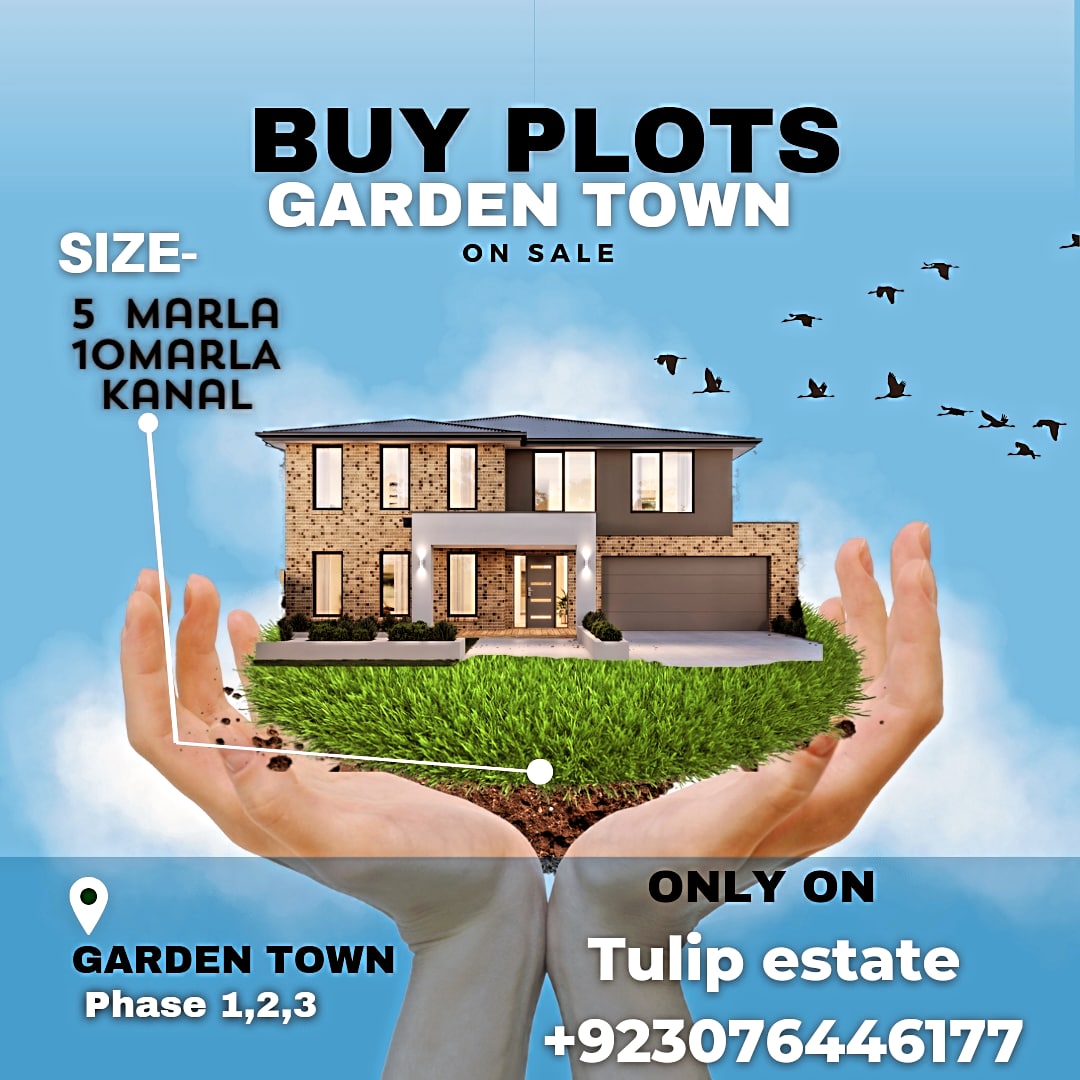 BUY PLOTS
GARDEN TOWN
ON SALE
SIZE-
5 MARLA
10MARLA
KANAL
GARDEN TOWN
Phase 1,2,3
ONLY ON
Tulip estate
+923076446177